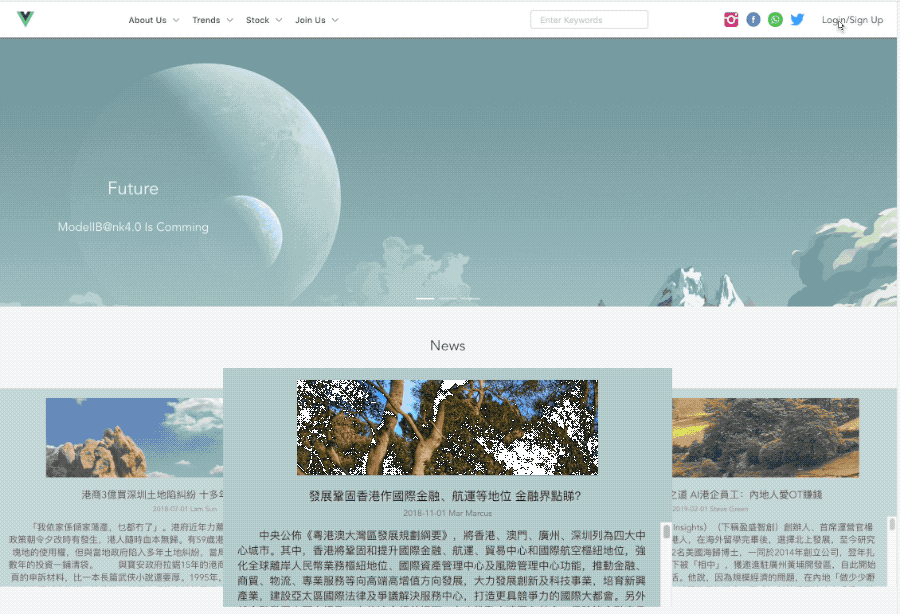 About Us
Trends
Stock
Join Us
Enter Keywords
Login/Sign Up
Future
ModelIB@nk4.0 Is Comming
News
港商3億買深圳土地陷糾紛 十多年
2018-07-01 Lam Sun
「我依家係傾家蕩產，乜都冇了」。港府近年力
政策朝令夕改時有發生，港人隨時血本無歸。有59歲港
塊地的使用權，但與當地政府陷入多年土地糾紛，
數年的投資一鋪清袋。 與寶安政府拉鋸15年的港商
頁的申訴材料，比一本長篇武俠小說還要厚。1995年，
發展鞏固香港作國際金融、航運等地位 金融界點睇?
2018-11-01 Mar Marcus
中央公佈《粵港澳大灣區發展規劃綱要》，將香港、澳門、廣州、深圳列為四大中
心城市。其中，香港將鞏固和提升國際金融、航運、貿易中心和國際航空樞紐地位，強
化全球離岸人民幣業務樞紐地位、國際資產管理中心及風險管理中心功能，推動金融、
商貿、物流、專業服務等向高端高增值方向發展，大力發展創新及科技事業，培育新興
產業，建設亞太區國際法律及爭議解決服務中心，打造更具競爭力的國際大都會。另外
之道 AI港企員工：內地人愛OT賺錢
2019-02-01 Steve Green
Insights）（下稱盈盛智創）創辦人、首席運營官楊
港人，在海外留學完畢後，選擇北上發展，至今研究
2名美國海歸博士，一同於2014年創立公司，翌年扎
下被「相中」，獲邀進駐廣州黃埔開發區，自此開始
活。他說，因為規模經濟的問題，在內地「做少少嘢